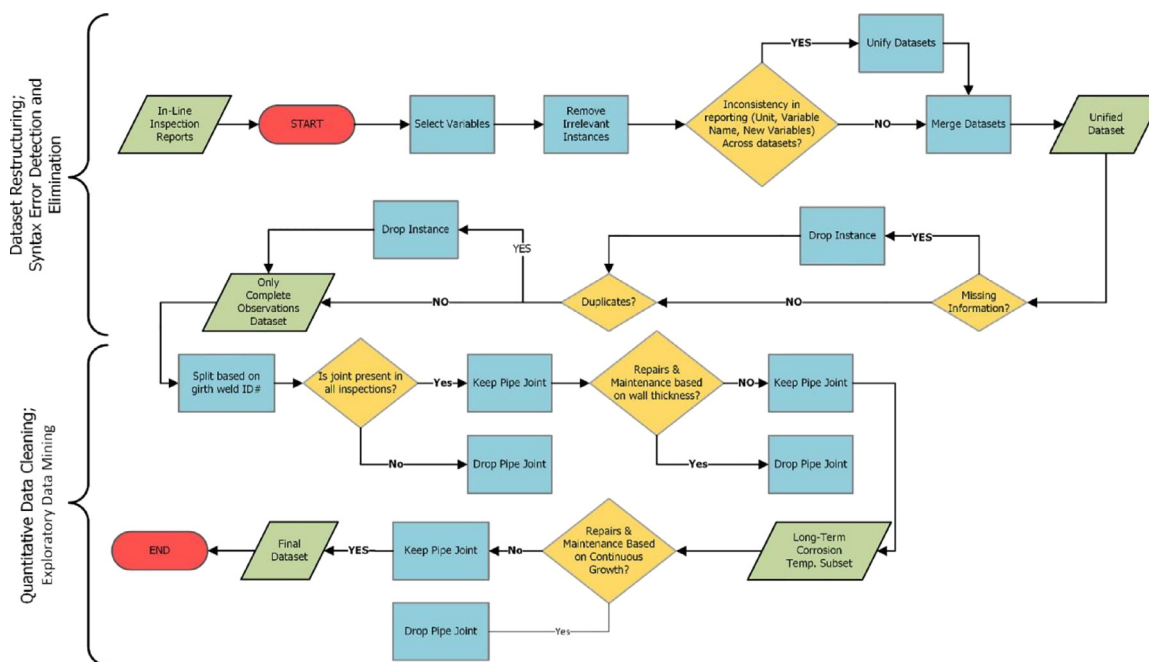 Dataset Restructuring;
Syntax Error Detection and
Elimination
In-Line
Inspection
Reports
START
Select Variables
Remove
Irrelevant
Instances
Inconsistency in
reporting (Unit, Variable
Name, New Variables)
Across datasets?
YES
Unify Datasets
NO
Merge Datasets
Unified
Dataset
Missing
Information?
YES
Drop Instance
NO
Duplicates?
YES
Drop Instance
NO
Only
Complete
Observations
Dataset
Quantitative Data Cleaning;
Exploratory Data Mining
Split based on
girth weld ID#
Is joint present in
all inspections?
Yes
Keep Pipe Joint
No
Drop Pipe Joint
Repairs &
Maintenance based
on wall thickness?
NO
Keep Pipe Joint
Yes
Drop Pipe Joint
Long-Term
Corrosion
Temp. Subset
Repairs &
Maintenance Based
on Continuous
Growth?
No
Keep Pipe Joint
Yes
Drop Pipe Joint
YES
Final
Dataset
END